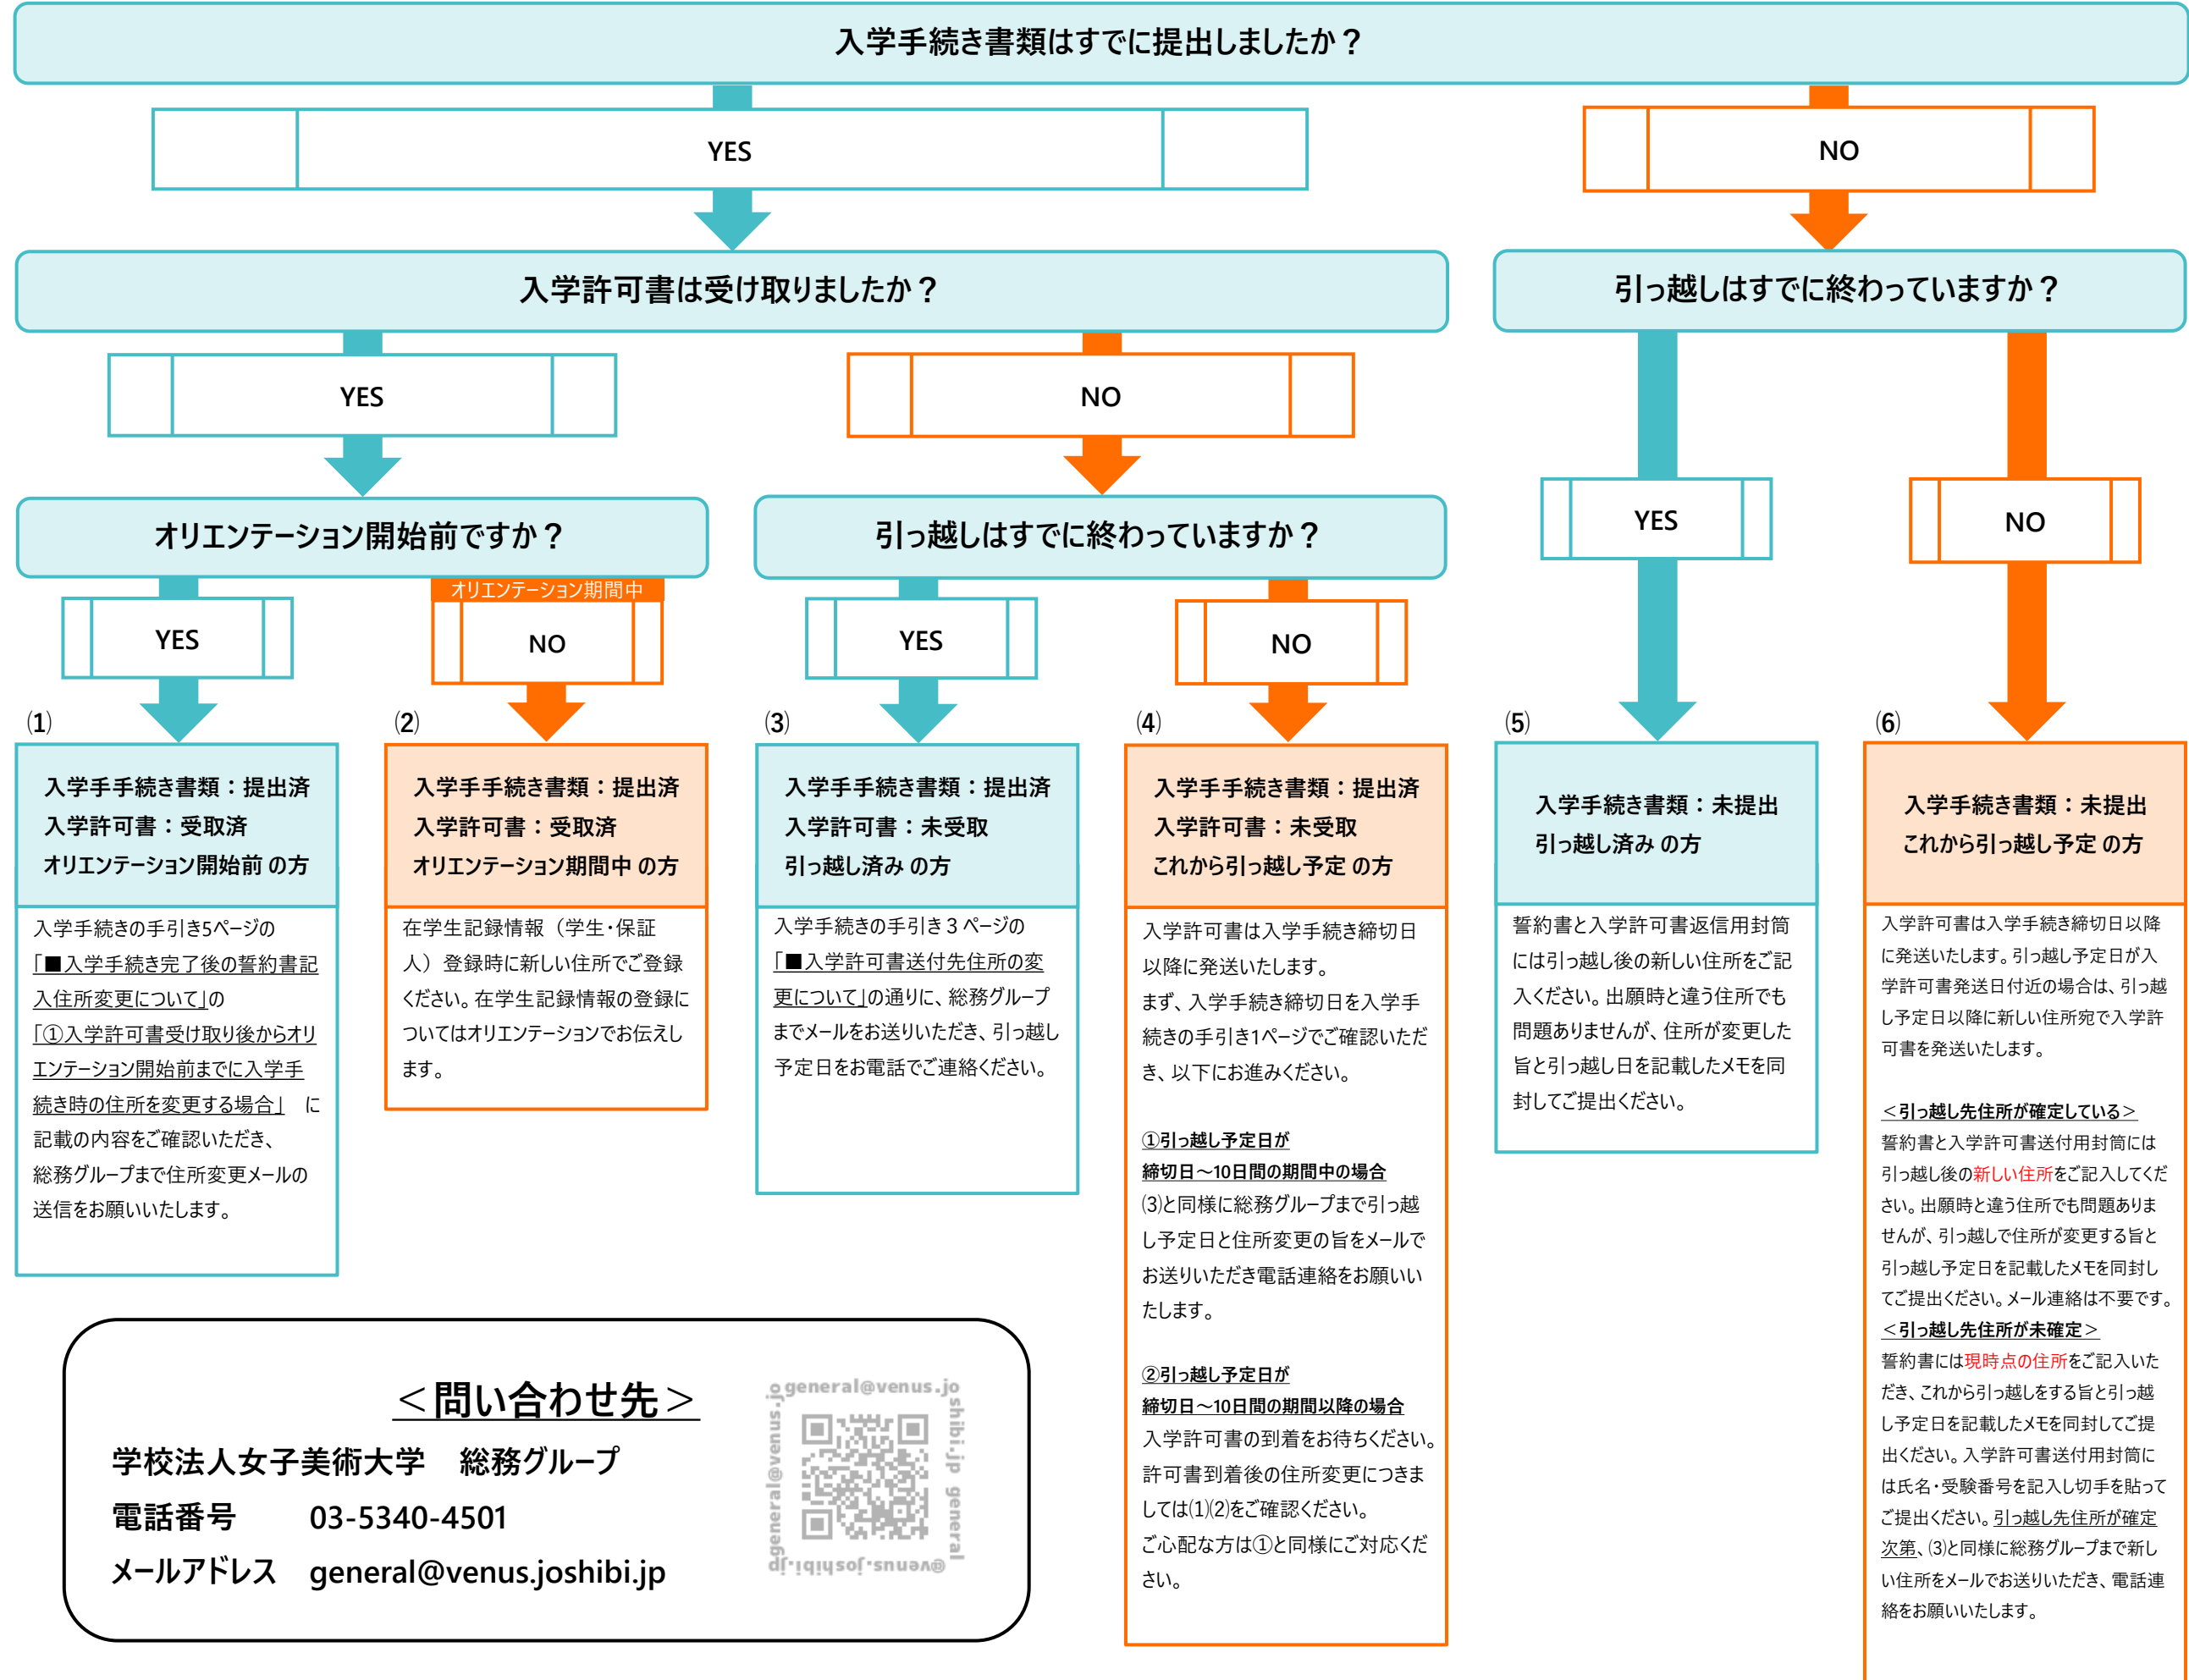 入学手続き書類はすでに提出しましたか？
YES
NO
入学許可書は受け取りましたか？
引っ越しはすでに終わっていますか？
YES
NO
YES
NO
オリエンテーション開始前ですか？
引っ越しはすでに終わっていますか？
オリエンテーション期間中
YES
NO
YES
NO
(1)
入学手手続き書類：提出済
入学許可書：受取済
オリエンテーション開始前 の方
入学手続きの手引き5ページの
「■入学手続き完了後の誓約書記
入住所変更について」の
「①入学許可書受け取り後からオリ
エンテーション開始前までに入学手
続き時の住所を変更する場合」　に
記載の内容をご確認いただき、
総務グループまで住所変更メールの
送信をお願いいたします。
(2)
入学手手続き書類：提出済
入学許可書：受取済
オリエンテーション期間中 の方
在学生記録情報（学生・保証
人）登録時に新しい住所でご登録
ください。在学生記録情報の登録に
ついてはオリエンテーションでお伝えし
ます。
(3)
入学手手続き書類：提出済
入学許可書：未受取
引っ越し済み の方
入学手続きの手引き３ページの
「■入学許可書送付先住所の変
更について」の通りに、総務グループ
までメールをお送りいただき、引っ越し
予定日をお電話でご連絡ください。
(4)
入学手手続き書類：提出済
入学許可書：未受取
これから引っ越し予定 の方
入学許可書は入学手続き締切日
以降に発送いたします。
まず、入学手続き締切日を入学手
続きの手引き1ページでご確認いただ
き、以下にお進みください。
①引っ越し予定日が
締切日～10日間の期間中の場合
(3)と同様に総務グループまで引っ越
し予定日と住所変更の旨をメールで
お送りいただき電話連絡をお願いい
たします。
②引っ越し予定日が
締切日～10日間の期間以降の場合
入学許可書の到着をお待ちください。
許可書到着後の住所変更につきま
しては(1)(2)をご確認ください。
ご心配な方は①と同様にご対応くだ
さい。
(5)
入学手続き書類：未提出
引っ越し済み の方
誓約書と入学許可書返信用封筒
には引っ越し後の新しい住所をご記
入ください。出願時と違う住所でも
問題ありませんが、住所が変更した
旨と引っ越し日を記載したメモを同
封してご提出ください。
(6)
入学手続き書類：未提出
これから引っ越し予定 の方
入学許可書は入学手続き締切日以降
に発送いたします。引っ越し予定日が入
学許可書発送日付近の場合は、引っ越
し予定日以降に新しい住所宛で入学許
可書を発送いたします。
＜引っ越し先住所が確定している＞
誓約書と入学許可書送付用封筒には
引っ越し後の新しい住所をご記入してくだ
さい。出願時と違う住所でも問題ありま
せんが、引っ越しで住所が変更する旨と
引っ越し予定日を記載したメモを同封し
てご提出ください。メール連絡は不要です。
＜引っ越し先住所が未確定＞
誓約書には現時点の住所をご記入いた
だき、これから引っ越しをする旨と引っ越
し予定日を記載したメモを同封してご提
出ください。入学許可書送付用封筒に
は氏名・受験番号を記入し切手を貼って
ご提出ください。引っ越し先住所が確定
次第、(3)と同様に総務グループまで新し
い住所をメールでお送りいただき、電話連
絡をお願いいたします。
＜問い合わせ先＞
学校法人女子美術大学　総務グループ
電話番号　03-5340-4501
メールアドレス　general@venus.joshibi.jp
general@venus.jo
shibi.jp general
@venus.joshibi.jp
general@venus.jo